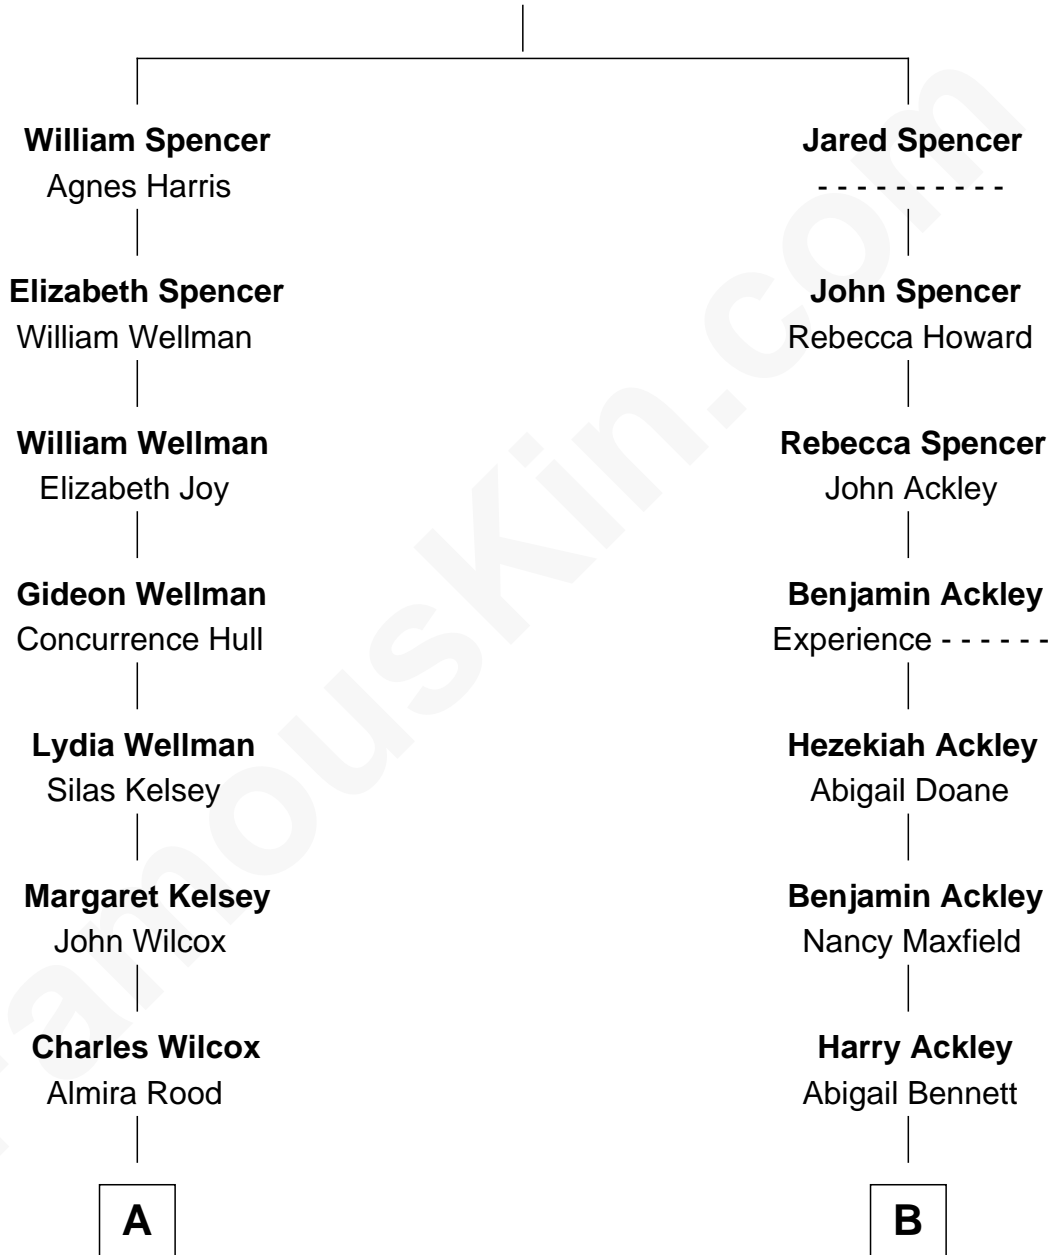 William Spencer
Agnes Harris
Elizabeth Spencer
William Wellman
William Wellman
Elizabeth Joy
Gideon Wellman
Concurrence Hull
Lydia Wellman
Silas Kelsey
Margaret Kelsey
John Wilcox
Charles Wilcox
Almira Rood
A
Jared Spencer
- - - - - - - - - -
John Spencer
Rebecca Howard
Rebecca Spencer
John Ackley
Benjamin Ackley
Experience - - - - - -
Hezekiah Ackley
Abigail Doane
Benjamin Ackley
Nancy Maxfield
Harry Ackley
Abigail Bennett
B
FamousKin.com